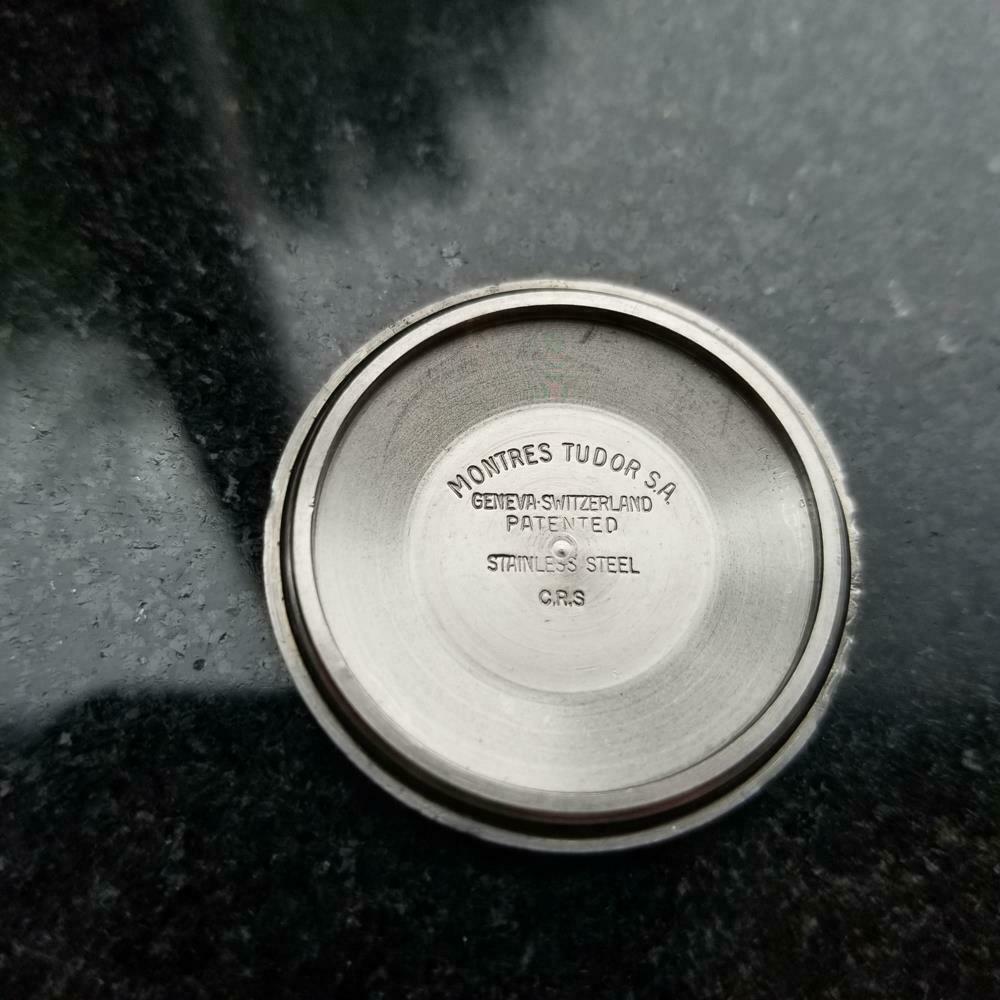 MONTRES TUDOR S.A.
GENEVA·SWITZERLAND
PATENTED
STAINLESS STEEL
C.R.S